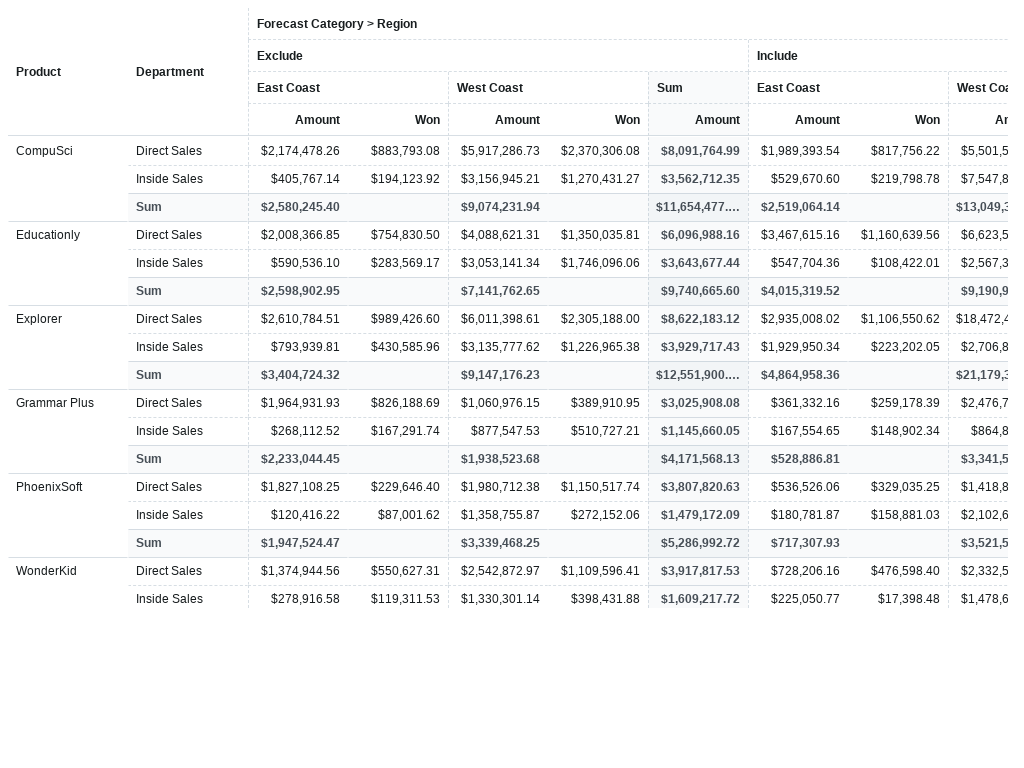 Forecast Category > Region
Exclude Include
Product Department
East Coast West Coast Sum East Coast West
Amount Won Amount Won Amount Amount Won
CompuSci Direct Sales $2,174,478.26 $883,793.08 $5,917,286.73 $2,370,306.08 $8,091,764.99 $1,989,393.54 $817,756.22 $5,501,5
Inside Sales $405,767.14 $194,123.92 $3,156,945.21 $1,270,431.27 $3,562,712.35 $529,670.60 $219,798.78 $7,547,8
Sum $2,580,245.40 $9,074,231.94 $11,654,477.… $2,519,064.14 $13,049,3
Educationly Direct Sales $2,008,366.85 $754,830.50 $4,088,621.31 $1,350,035.81 $6,096,988.16 $3,467,615.16 $1,160,639.56 $6,623,5
Inside Sales $590,536.10 $283,569.17 $3,053,141.34 $1,746,096.06 $3,643,677.44 $547,704.36 $108,422.01 $2,567,3
Sum $2,598,902.95 $7,141,762.65 $9,740,665.60 $4,015,319.52 $9,190,9
Explorer Direct Sales $2,610,784.51 $989,426.60 $6,011,398.61 $2,305,188.00 $8,622,183.12 $2,935,008.02 $1,106,550.62 $18,472,4
Inside Sales $793,939.81 $430,585.96 $3,135,777.62 $1,226,965.38 $3,929,717.43 $1,929,950.34 $223,202.05 $2,706,8
Sum $3,404,724.32 $9,147,176.23 $12,551,900.… $4,864,958.36 $21,179,3
Grammar Plus Direct Sales $1,964,931.93 $826,188.69 $1,060,976.15 $389,910.95 $3,025,908.08 $361,332.16 $259,178.39 $2,476,7
Inside Sales $268,112.52 $167,291.74 $877,547.53 $510,727.21 $1,145,660.05 $167,554.65 $148,902.34 $864,8
Sum $2,233,044.45 $1,938,523.68 $4,171,568.13 $528,886.81 $3,341,5
PhoenixSoft Direct Sales $1,827,108.25 $229,646.40 $1,980,712.38 $1,150,517.74 $3,807,820.63 $536,526.06 $329,035.25 $1,418,8
Inside Sales $120,416.22 $87,001.62 $1,358,755.87 $272,152.06 $1,479,172.09 $180,781.87 $158,881.03 $2,102,6
Sum $1,947,524.47 $3,339,468.25 $5,286,992.72 $717,307.93 $3,521,5
WonderKid Direct Sales $1,374,944.56 $550,627.31 $2,542,872.97 $1,109,596.41 $3,917,817.53 $728,206.16 $476,598.40 $2,332,5
Inside Sales $278,916.58 $119,311.53 $1,330,301.14 $398,431.88 $1,609,217.72 $225,050.77 $17,398.48 $1,478,6